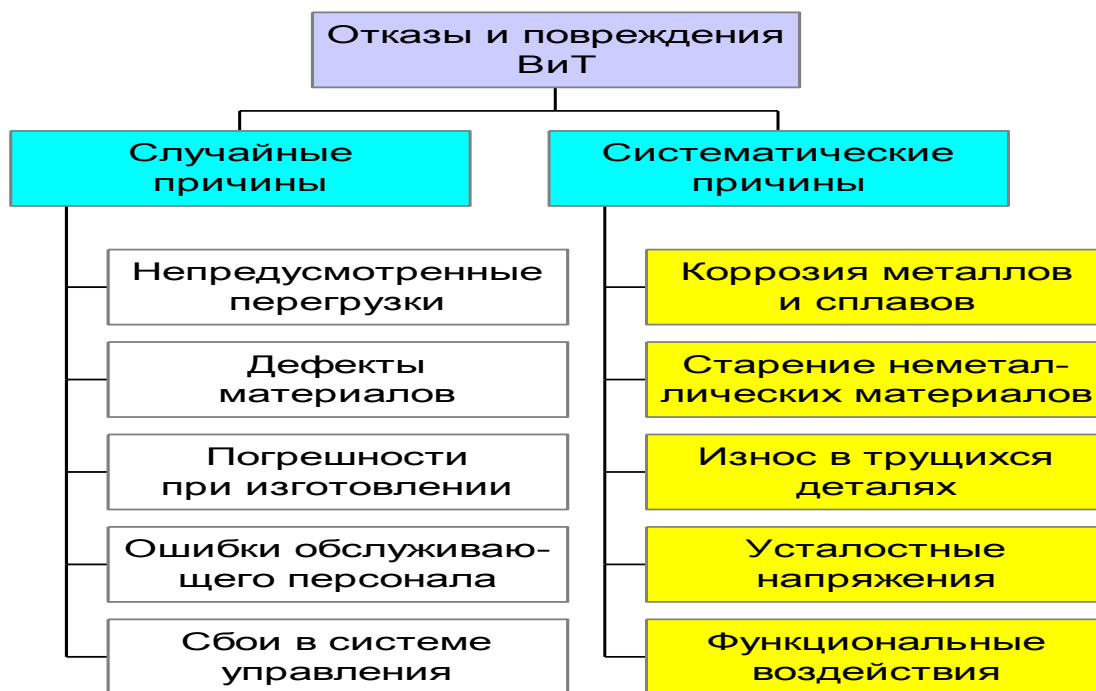 Отказы и повреждения
ВиТ
Случайные
причины
Систематические
причины
Непредусмотренные
перегрузки
Дефекты
материалов
Погрешности
при изготовлении
Ошибки обслуживаю-
щего персонала
Сбои в системе
управления
Коррозия металлов
и сплавов
Старение неметал-
лических материалов
Износ в трущихся
деталях
Усталостные
напряжения
Функциональные
воздействия